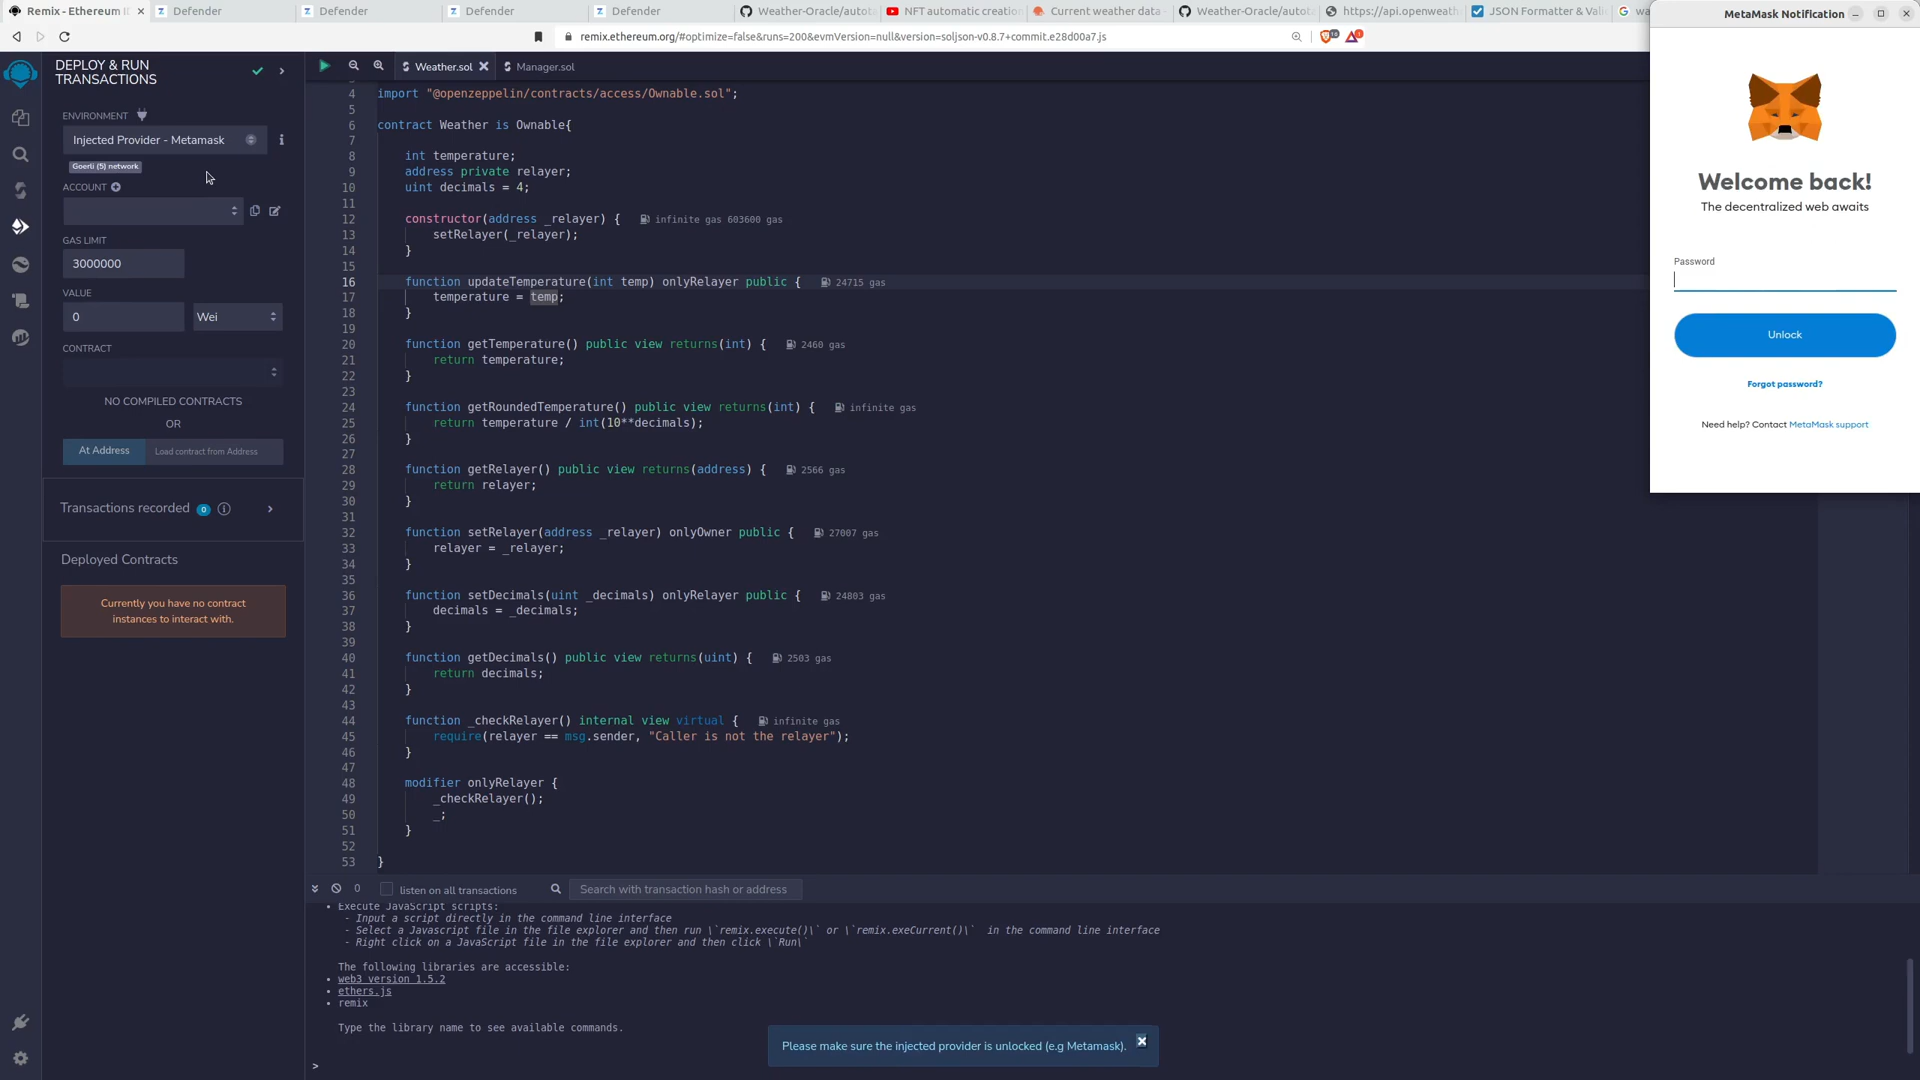 Remix - Ethereum I
Defender
Defender
Defender
Defender
Weather-Oracle/autota
NFT automatic creation
Current weather data
Weather-Oracle/autota
https://api.openweath
JSON Formatter & Vali
remix.ethereum.org/#optimize=false&runs=200&evmVersion=null&version=soljson-v0.8.7+commit.e28d00a7.js
DEPLOY & RUN
TRANSACTIONS
ENVIRONMENT
Injected Provider - Metamask
Goerli (5) network
ACCOUNT
GAS LIMIT
3000000
VALUE
0
Wei
CONTRACT
NO COMPILED CONTRACTS
OR
At Address
Load contract from Address
Transactions recorded 0
Deployed Contracts
Currently you have no contract
instances to interact with.
Weather.sol
Manager.sol
4 import "@openzeppelin/contracts/access/Ownable.sol";
5
6 contract Weather is Ownable{
7
8 int temperature;
9 address private relayer;
10 uint decimals = 4;
11
12 constructor(address _relayer) { infinite gas 603600 gas
13 setRelayer(_relayer);
14 }
15
16 function updateTemperature(int temp) onlyRelayer public { 24715 gas
17 temperature = temp;
18 }
19
20 function getTemperature() public view returns(int) { 2460 gas
21 return temperature;
22 }
23
24 function getRoundedTemperature() public view returns(int) { infinite gas
25 return temperature / int(10**decimals);
26 }
27
28 function getRelayer() public view returns(address) { 2566 gas
29 return relayer;
30 }
31
32 function setRelayer(address _relayer) onlyOwner public { 27007 gas
33 relayer = _relayer;
34 }
35
36 function setDecimals(uint _decimals) onlyRelayer public { 24803 gas
37 decimals = _decimals;
38 }
39
40 function getDecimals() public view returns(uint) { 2503 gas
41 return decimals;
42 }
43
44 function _checkRelayer() internal view virtual { infinite gas
45 require(relayer == msg.sender, "Caller is not the relayer");
46 }
47
48 modifier onlyRelayer {
49 _checkRelayer();
50 _;
51 }
52
53 }
0
listen on all transactions
Search with transaction hash or address
• Execute JavaScript scripts:
- Input a script directly in the command line interface
- Select a Javascript file in the file explorer and then run \`remix.execute()\` or \`remix.exeCurrent()\` in the command line interface
- Right click on a JavaScript file in the file explorer and then click \`Run\`
The following libraries are accessible:
• web3 version 1.5.2
• ethers.js
• remix
Type the library name to see available commands.
>
Please make sure the injected provider is unlocked (e.g Metamask).
MetaMask Notification
Welcome back!
The decentralized web awaits
Password
Unlock
Forgot password?
Need help? Contact MetaMask support